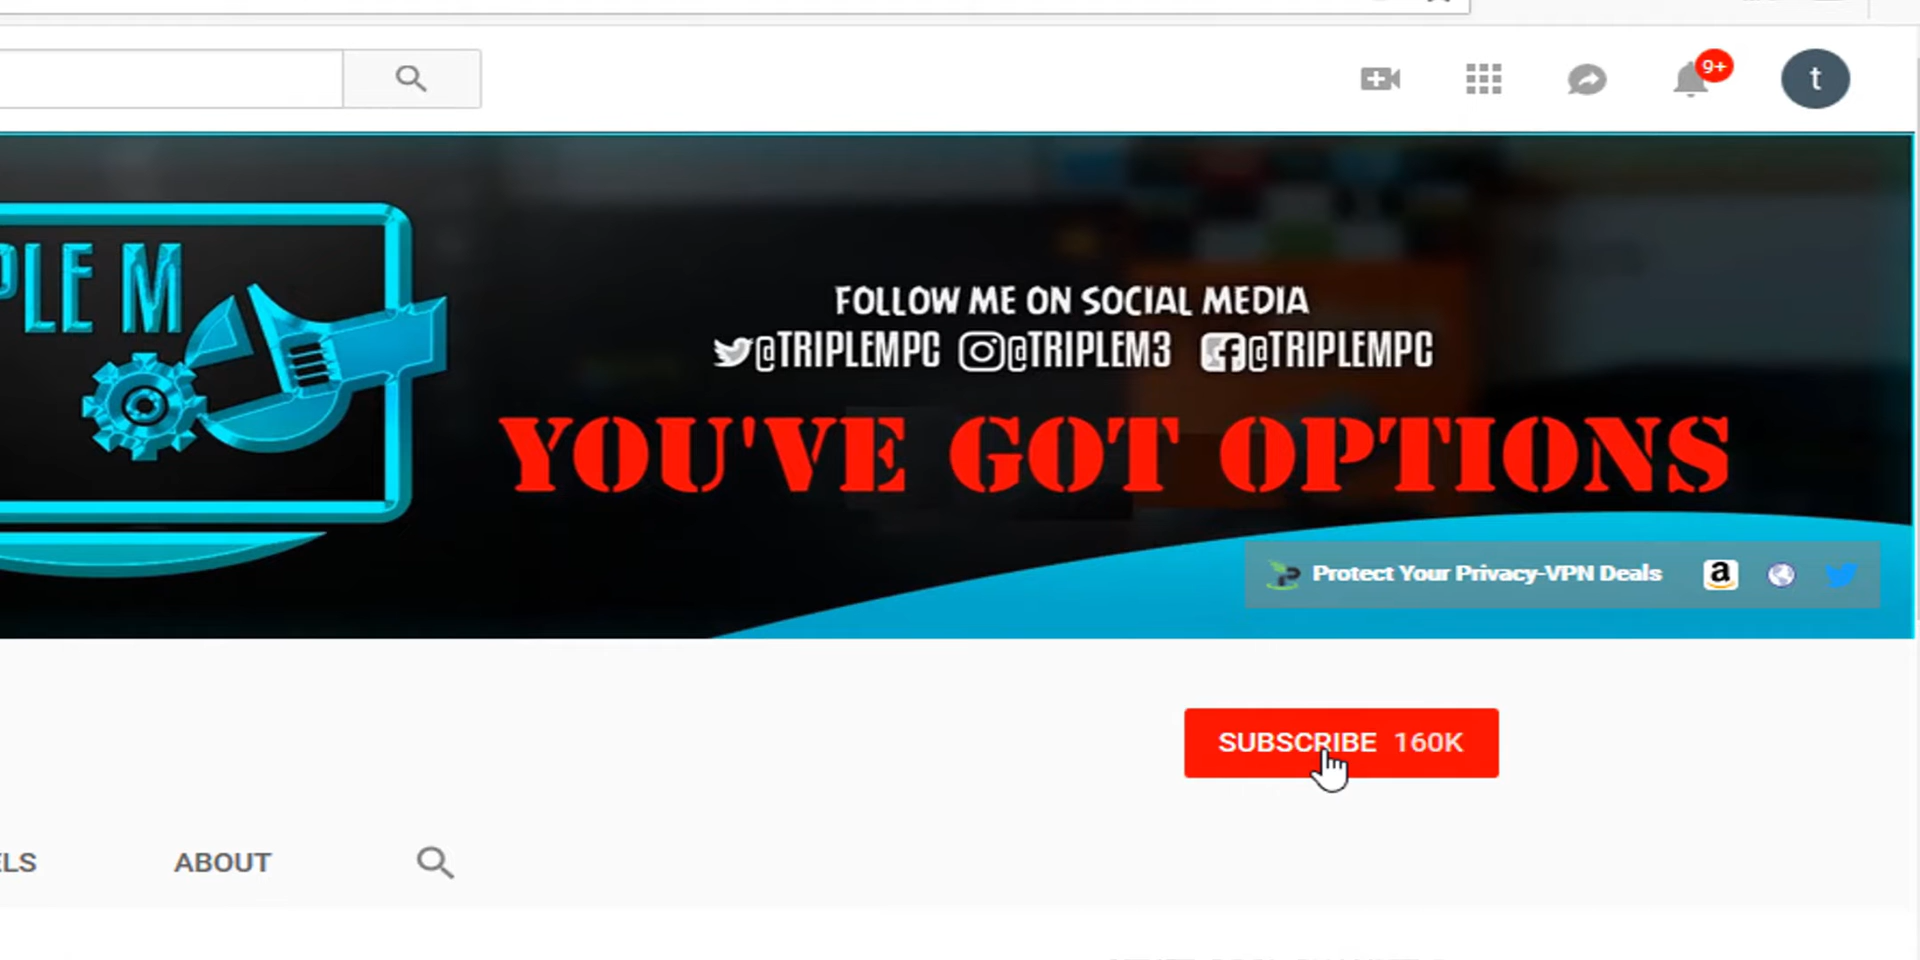 9+
t
PLE M
FOLLOW ME ON SOCIAL MEDIA
@TRIPLEMPC @TRIPLEM3 @TRIPLEMPC
YOU'VE GOT OPTIONS
Protect Your Privacy-VPN Deals
SUBSCRIBE 160K
ELS ABOUT